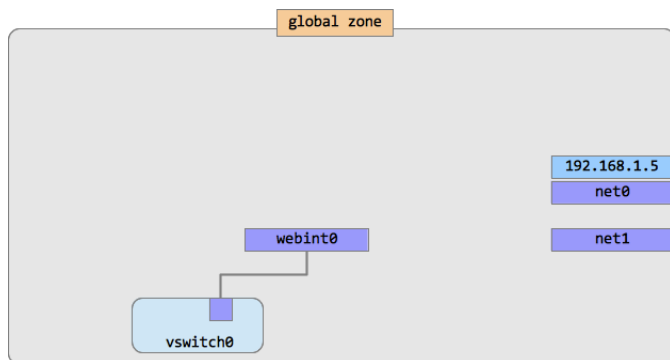 global zone
192.168.1.5
net0
webint0
net1
vswitch0